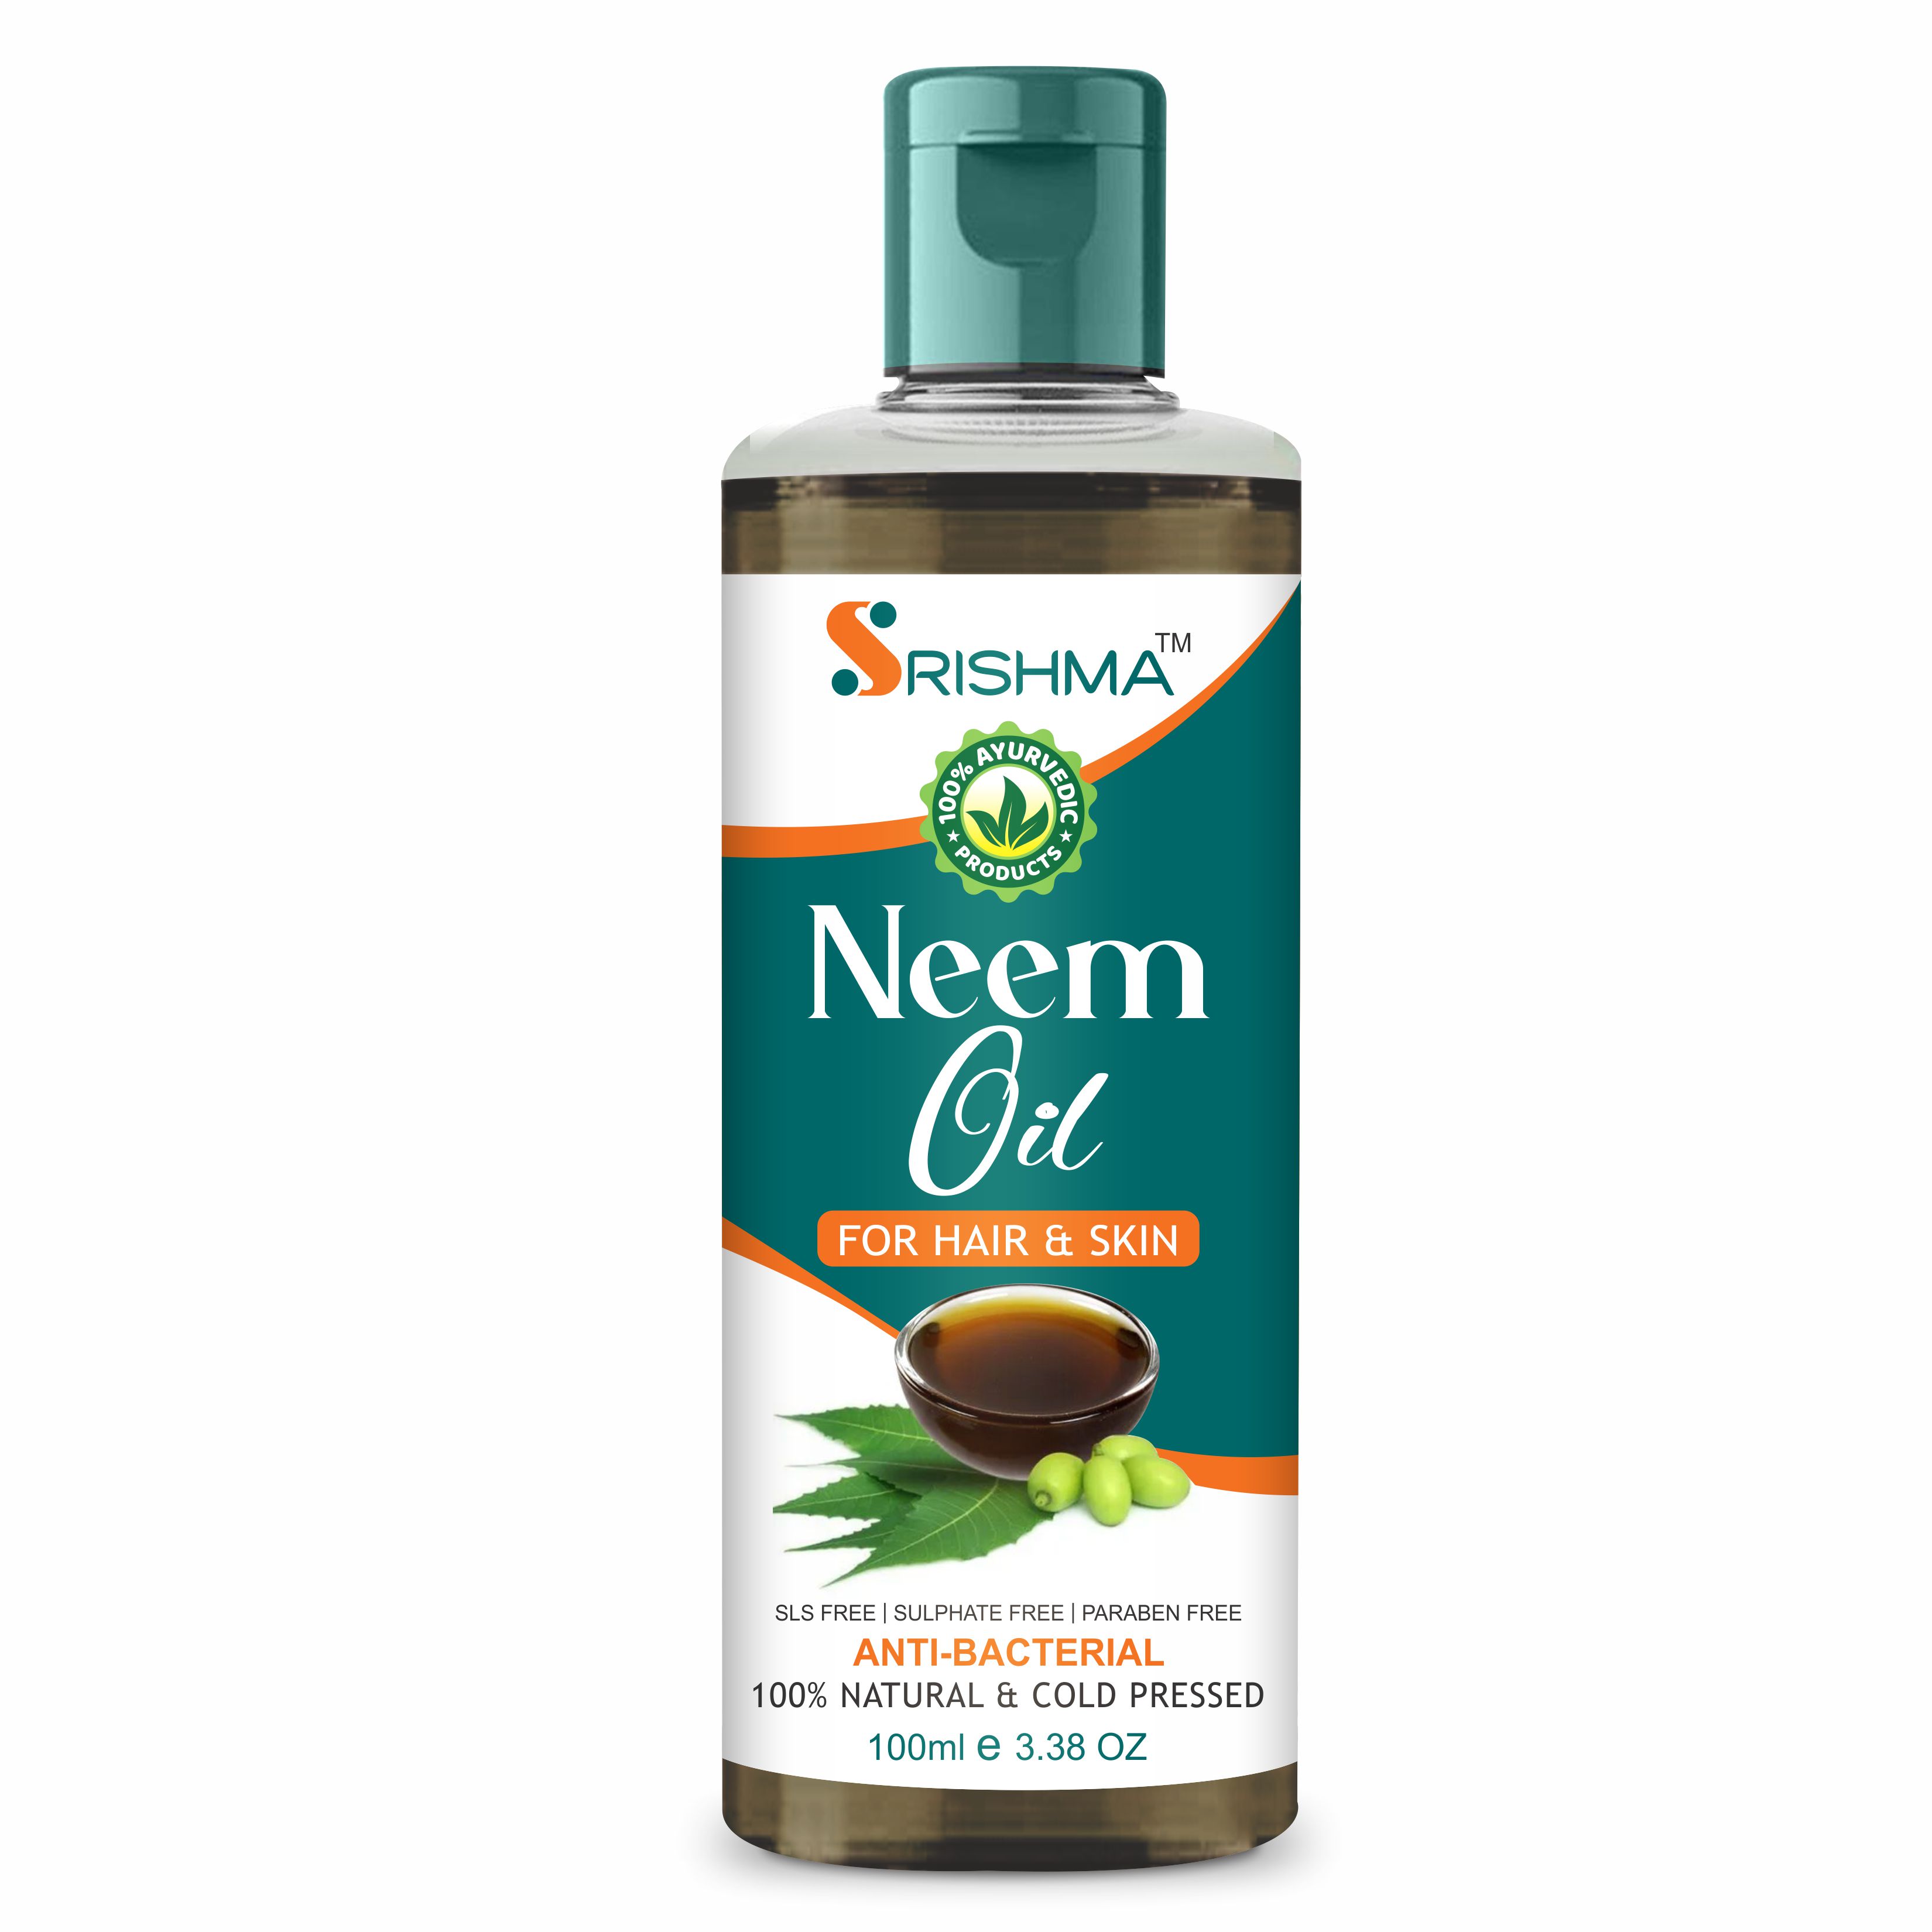 SRISHMA™
100% AYURVEDIC
★ PRODUCTS ★
Neem
Oil
FOR HAIR & SKIN
SLS FREE | SULPHATE FREE | PARABEN FREE
ANTI-BACTERIAL
100% NATURAL & COLD PRESSED
100ml e 3.38 OZ